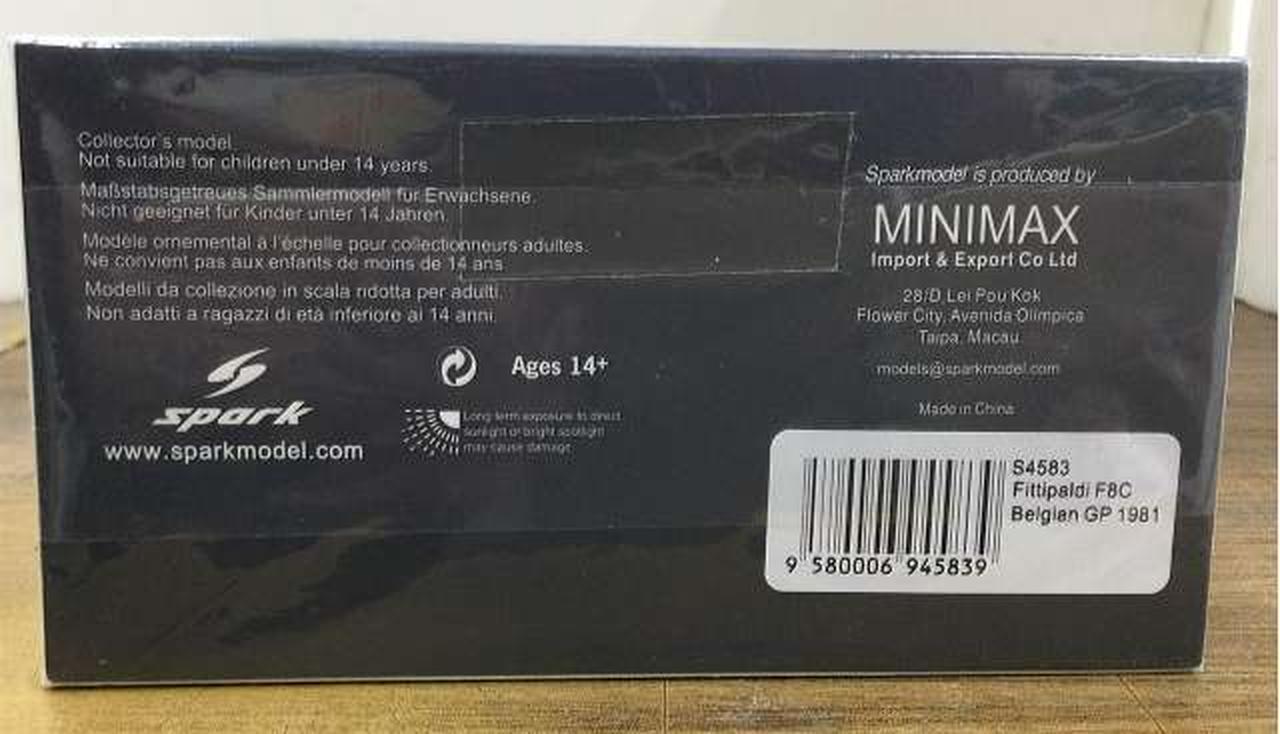 Collector's model
Not suitable for children under 14 years.
Maßstabsgetreues Sammlermodell für Erwachsene.
Nicht geeignet für Kinder unter 14 Jahren.
Modèle ornemental à l'échelle pour collectionneurs adultes.
Ne convient pas aux enfants de moins de 14 ans
Modelli da collezione in scala ridotta per adulti.
Non adatti a ragazzi di età inferiore ai 14 anni.
spark
www.sparkmodel.com
Ages 14+
Long term exposure to direct
sunlight or bright spotlight
may cause damage
Sparkmodel is produced by
MINIMAX
Import & Export Co Ltd
28/D Lei Pou Kok
Flower City, Avenida Olimpica
Taipa, Macau
models@sparkmodel.com
Made in China
S4583
Fittipaldi F8C
Belgian GP 1981
9 580006 945839